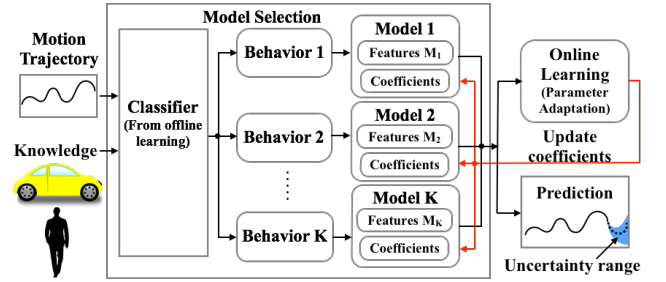 Model Selection
Motion
Trajectory
Knowledge
Classifier
(From offline
learning)
Behavior 1
Behavior 2
Behavior K
Model 1
Features M₁
Coefficients
Model 2
Features M₂
Coefficients
Model K
Features Mₖ
Coefficients
Online
Learning
(Parameter
Adaptation)
Update
coefficients
Prediction
Uncertainty range